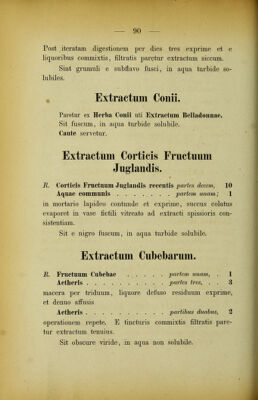 — 90 —
Post iteratam digestionem per dies tres exprime et e
liquoribus commixtis, filtratis paretur extractum siccum.
Sint grumuli e subflavo fusci, in aqua turbide so-
lubiles.
Extractum Conii.
Paretur ex Herba Conii uti Extractum Belladonnae.
Sit fuscum, in aqua turbide solubile.
Caute servetur.
Extractum Corticis Fructuum
Juglandis.
R. Corticis Fructuum Juglandis recentis partes decem, 10
Aquae communis . . . . . . . partem unam; 1
in mortario lapideo contunde et exprime, succus colatus
evaporet in vase fictili vitreato ad extracti spissioris con-
sistentiam.
Sit e nigro fuscum, in aqua turbide solubile.
Extractum Cubebarum.
R. Fructuum Cubebae . . . . . partem unam, . 1
Aetheris . . . . . . . . . partes tres, . . 3
macera per triduum, liquore defuso residuum exprime,
et denuo affusis
Aetheris . . . . . . . . . partibus duabus, 2
operationem repete. E tincturis commixtis filtratis pare-
tur extractum tenuius.
Sit obscure viride, in aqua non solubile.